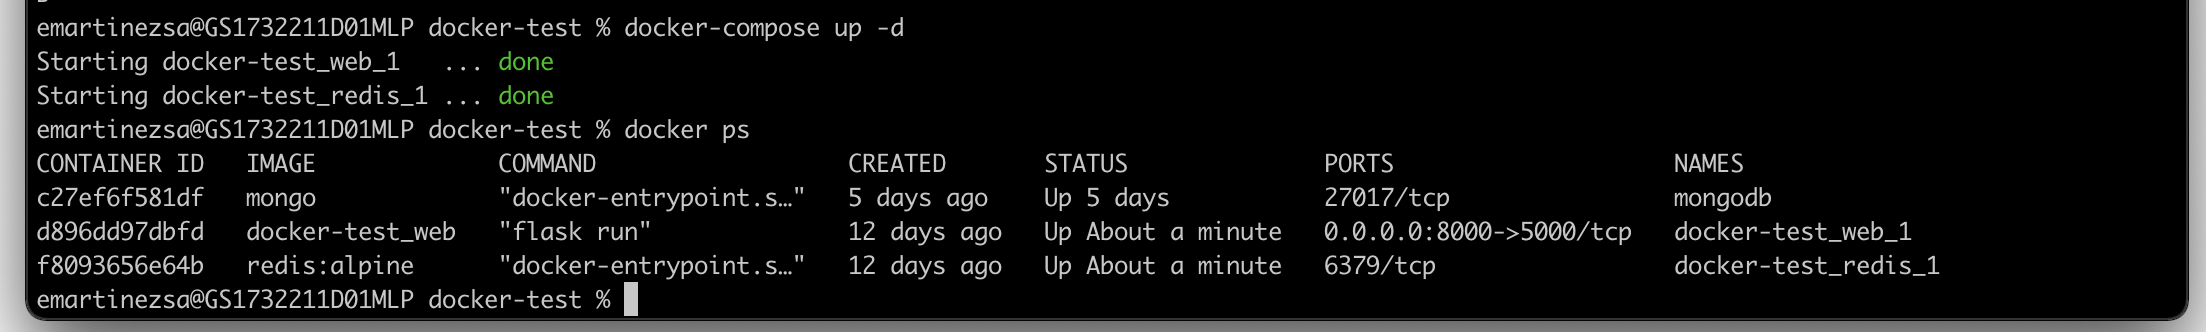 emartinezsa@GS1732211D01MLP docker-test % docker-compose up -d
Starting docker-test_web_1   ... done
Starting docker-test_redis_1 ... done
emartinezsa@GS1732211D01MLP docker-test % docker ps
CONTAINER ID   IMAGE             COMMAND                  CREATED       STATUS              PORTS                    NAMES
c27ef6f581df   mongo             "docker-entrypoint.s…"   5 days ago    Up 5 days           27017/tcp                mongodb
d896dd97dbfd   docker-test_web   "flask run"              12 days ago   Up About a minute   0.0.0.0:8000->5000/tcp   docker-test_web_1
f8093656e64b   redis:alpine      "docker-entrypoint.s…"   12 days ago   Up About a minute   6379/tcp                 docker-test_redis_1
emartinezsa@GS1732211D01MLP docker-test %